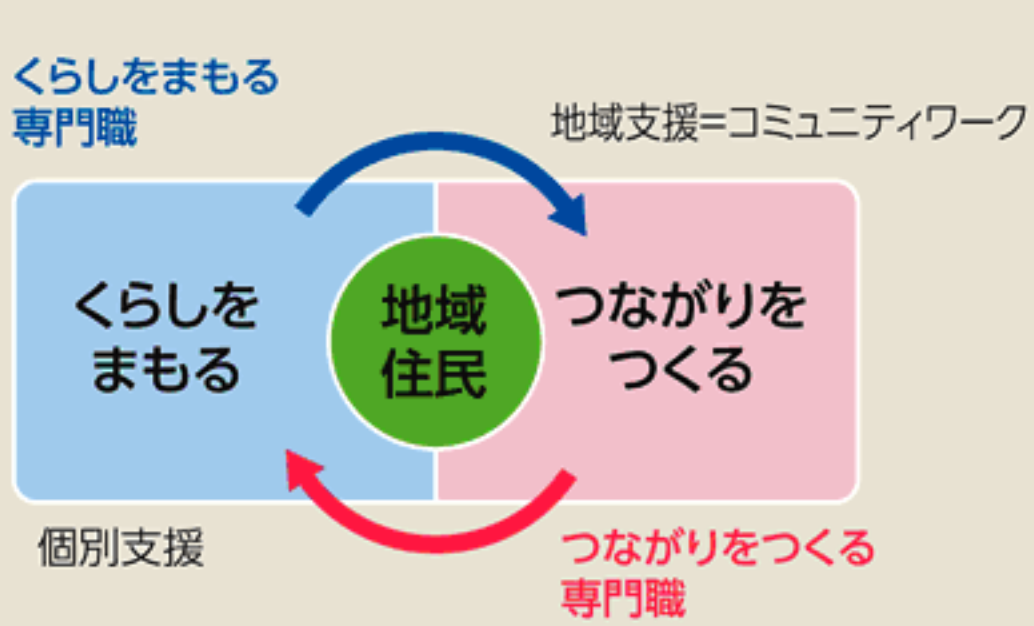 くらしをまもる
専門職
地域支援=コミュニティワーク
くらしを
まもる
地域
住民
つながりを
つくる
個別支援
つながりをつくる
専門職